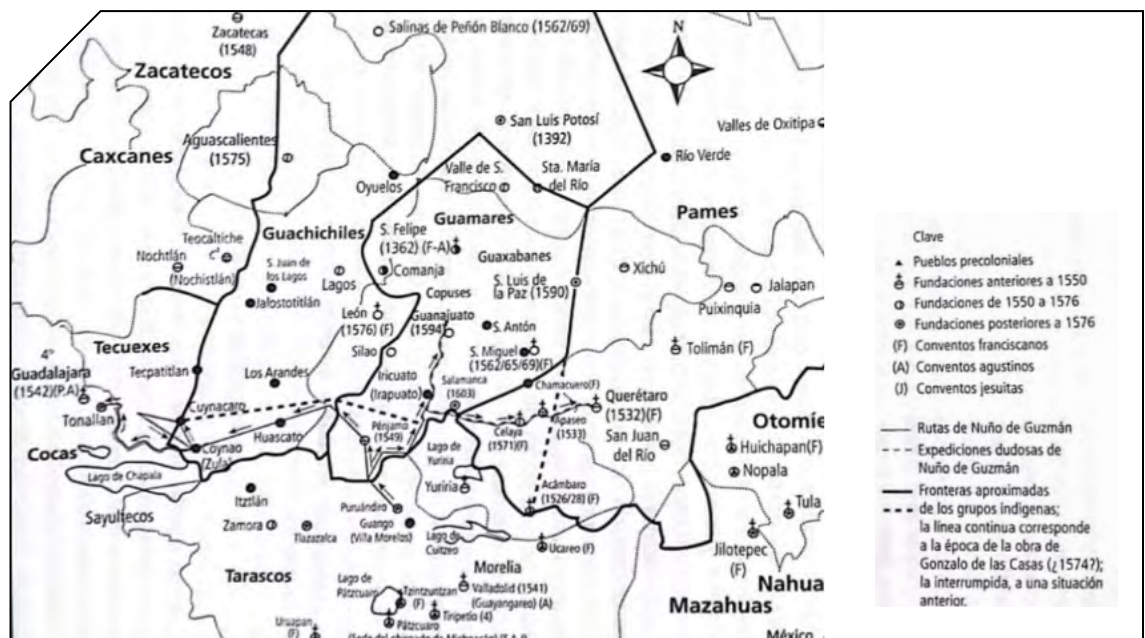 Zacatecas
(1548)
Salinas de Peñón Blanco (1562/69)
N
Zacatecos
San Luis Potosí
(1392)
Valles de Oxitipa
Aguascalientes
(1575)
Caxcanes
Río Verde
Valle de S.
Francisco
Sta. María
del Río
Oyuelos
Guamares
Pames
S. Felipe
(1362) (F-A)
Guachichiles
Teocaltiche
Guaxabanes
Nochtlán
(Nochistlán)
S. Juan de
los Lagos
Lagos
Comanja
S. Luis de
la Paz (1590)
Xichú
Jalapan
Puixinquia
Jalostotitlán
Copuses
León
(1576) (F)
Guanajuato
(1594)
S. Antón
Tecuexes
Silao
S. Miguel
(1562/65/69)(F)
Tolimán (F)
4°
Guadalajara
(1542)(P.A)
Tecpatitlan
Los Arandes
Iricuato
(Irapuato)
Salamanca
(1603)
Chamacuero(F)
Tonallan
Cuynacaro
Querétaro
(1532)(F)
Otomíe
Pénjamo
(1549)
Celaya
(1571)(F)
Apaseo
San Juan
del Río
Huichapan(F)
Cocas
Coynao
(Zula)
Huascato
Lago de
Yuriria
Nopala
Lago de Chapala
Yuriria
Acámbaro
(1526/28) (F)
Tula
Itztlán
Sayultecos
Puruándiro
Zamora
Tlazazalca
Guango
(Villa Morelos)
Lago de
Cuitzeo
Ucareo (F)
Jilotepec
(F)
Tarascos
Morelia
Lago de
Pátzcuaro
Tzintzuntzan
(F)
Valladolid (1541)
(Guayangareo) (A)
Nahua
Mazahuas
Tiripetío (4)
Pátzcuaro
Uruapan
(F)
México
Clave
Pueblos precoloniales
Fundaciones anteriores a 1550
Fundaciones de 1550 a 1576
Fundaciones posteriores a 1576
(F) Conventos franciscanos
(A) Conventos agustinos
(J) Conventos jesuitas
Rutas de Nuño de Guzmán
Expediciones dudosas de
Nuño de Guzmán
Fronteras aproximadas
de los grupos indígenas;
la línea continua corresponde
a la época de la obra de
Gonzalo de las Casas (¿1574?);
la interrumpida, a una situación
anterior.